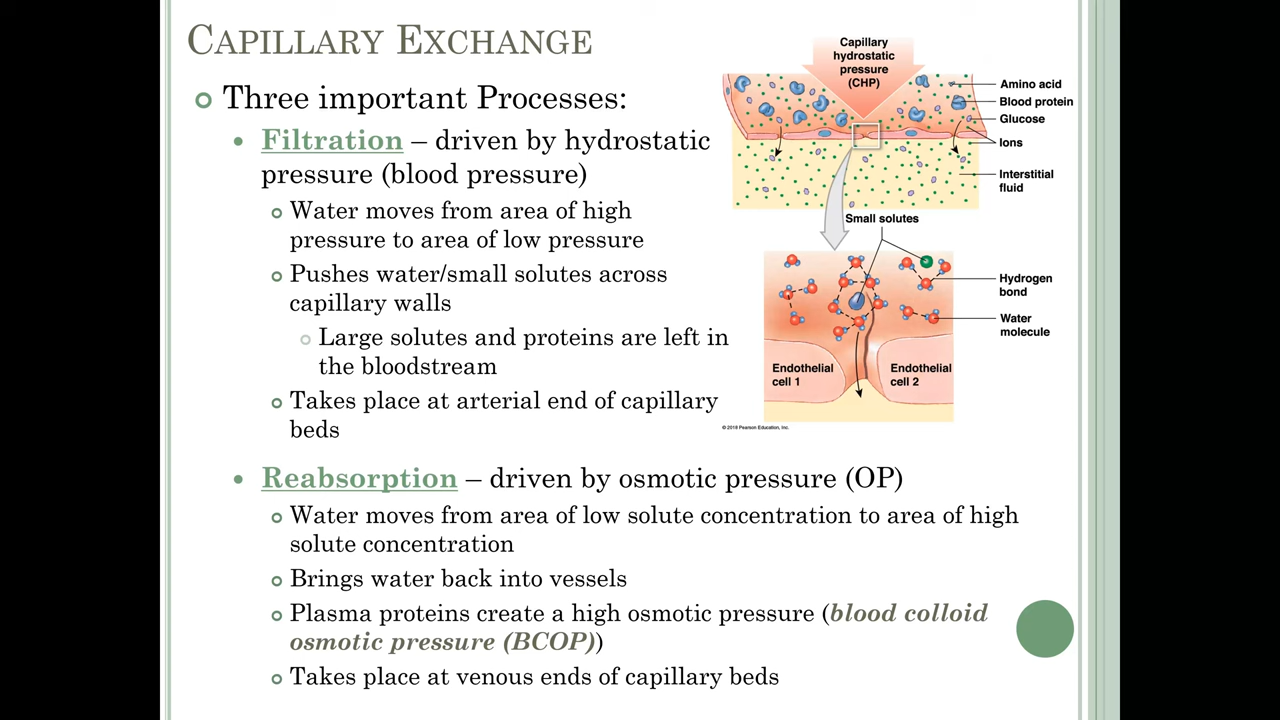 CAPILLARY EXCHANGE
Three important Processes:
Filtration – driven by hydrostatic
pressure (blood pressure)
Water moves from area of high
pressure to area of low pressure
Pushes water/small solutes across
capillary walls
Large solutes and proteins are left in
the bloodstream
Takes place at arterial end of capillary
beds
Reabsorption – driven by osmotic pressure (OP)
Water moves from area of low solute concentration to area of high
solute concentration
Brings water back into vessels
Plasma proteins create a high osmotic pressure (blood colloid
osmotic pressure (BCOP))
Takes place at venous ends of capillary beds
Capillary
hydrostatic
pressure
(CHP)
Amino acid
Blood protein
Glucose
Ions
Interstitial
fluid
Small solutes
Hydrogen
bond
Water
molecule
Endothelial
cell 1
Endothelial
cell 2
© 2018 Pearson Education, Inc.